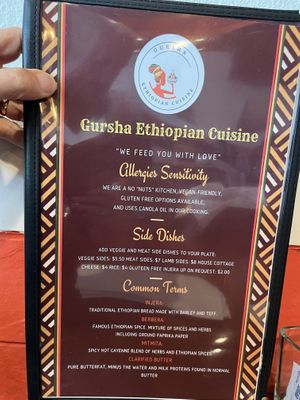 GURSHA
ETHIOPIAN CUISINE
Gursha Ethiopian Cuisine
"WE FEED YOU WITH LOVE"
Allergies Sensitivity
WE ARE A NO "NUTS" KITCHEN, VEGAN-FRIENDLY,
GLUTEN FREE OPTIONS AVAILABLE,
AND USES CANOLA OIL IN OUR COOKING.
Side Dishes
ADD VEGGIE AND MEAT SIDE DISHES TO YOUR PLATE:
VEGGIE SIDES: $5.50 MEAT SIDES: $7 LAMB SIDES: $8 HOUSE COTTAGE
CHEESE: $4 RICE: $4 GLUTEEN FREE INJERA UP ON REQUEST: $2.00
Common Terms
INJERA:
TRADITIONAL ETHIOPIAN BREAD MADE WITH BARLEY AND TEFF.
BERBERA:
FAMOUS ETHIOPIAN SPICE. MIXTURE OF SPICES AND HERBS
INCLUDING GROUND PAPRIKA PAPER
MITMITA:
SPICY HOT CAYENNE BLEND OF HERBS AND ETHIOPIAN SPICES
CLARIFIED BUTTER
PURE BUTTERFAT, MINUS THE WATER AND MILK PROTEINS FOUND IN NORMAL
BUTTER